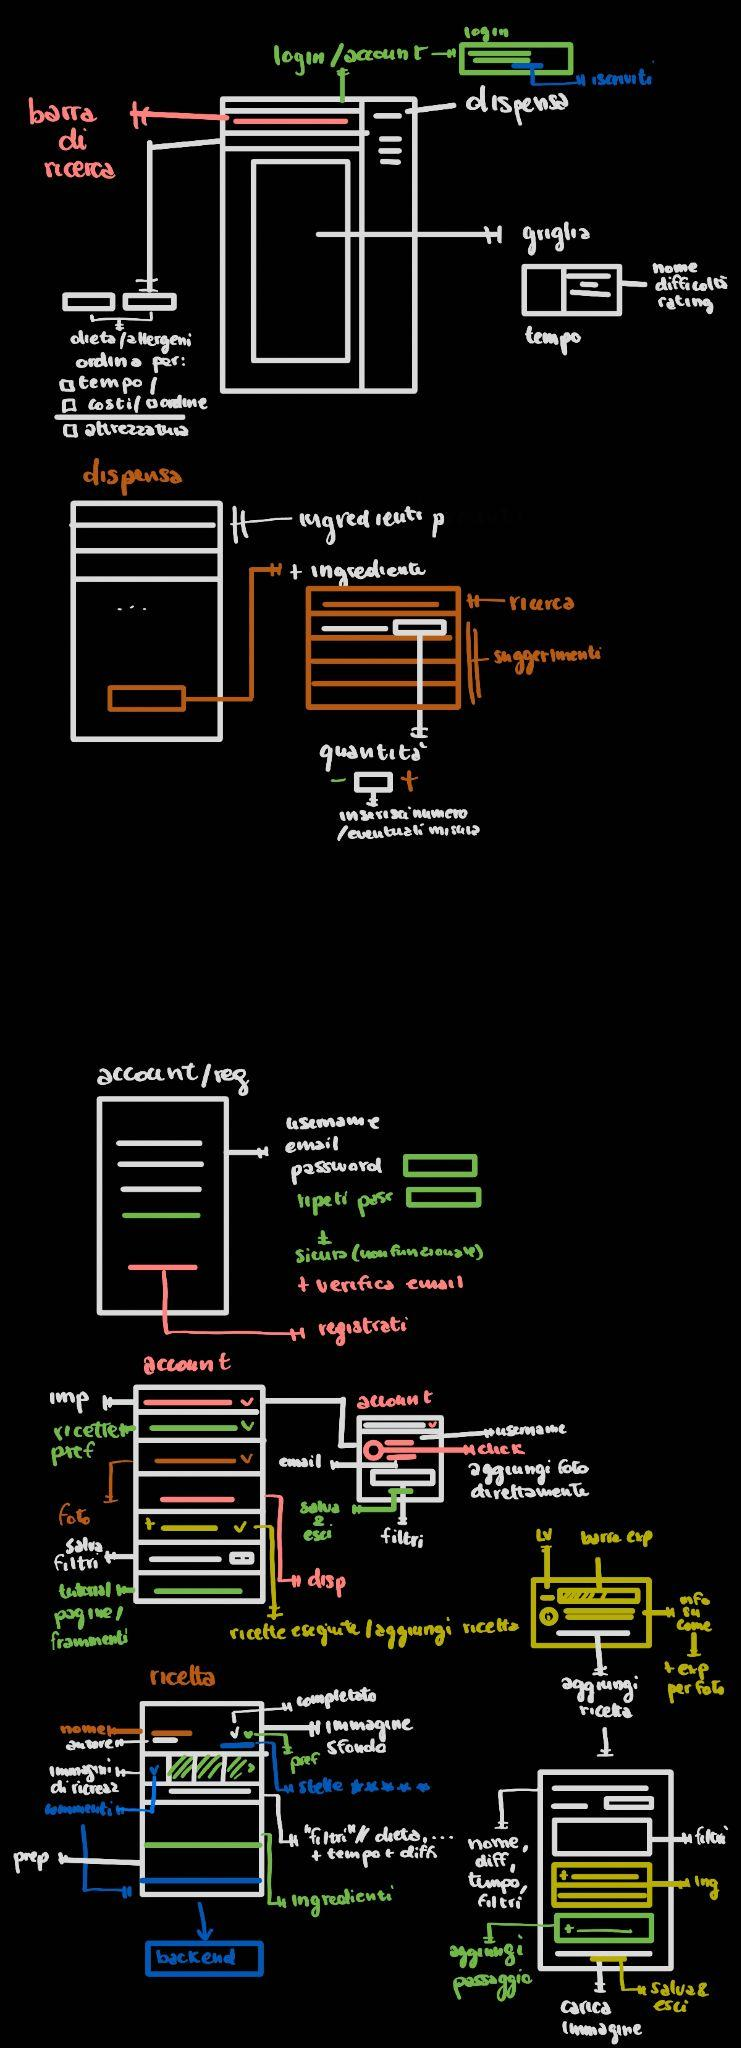 login
login/account
iscriviti
barra
di
ricerca
dispensa
griglia
nome
difficoltà
rating
tempo
dieta/allergeni
ordina per:
tempo/
costi/ ordine
attrezzatura
dispensa
ingredienti p
+ ingrediente
ricerca
suggerimenti
quantità
- +
inserisci numero
/eventuali misura
account/reg
username
email
password
ripeti pass
sicura (non funzionale)
+ verifica email
registrati
account
imp
account
ricette
pref
username
click
email
aggiungi foto
direttamente
foto
salva
&
esci
filtri
+
salva
filtri
disp
LV
barra exp
tutorial
pagine/
frammenti
ricette eseguite/aggiungi ricetta
info
su
come
+ exp
per foto
aggiungi
ricetta
ricetta
completato
nome
autore
immagine
sfondo
pref
immagini
di ricreaz
stelle *****
commenti
"filtri" // dieta, ...
+ tempo + diff.
prep
ingredienti
backend
nome,
diff,
tempo,
filtri
filtri
+
ing
+
aggiungi
passaggio
salva&
esci
carica
immagine